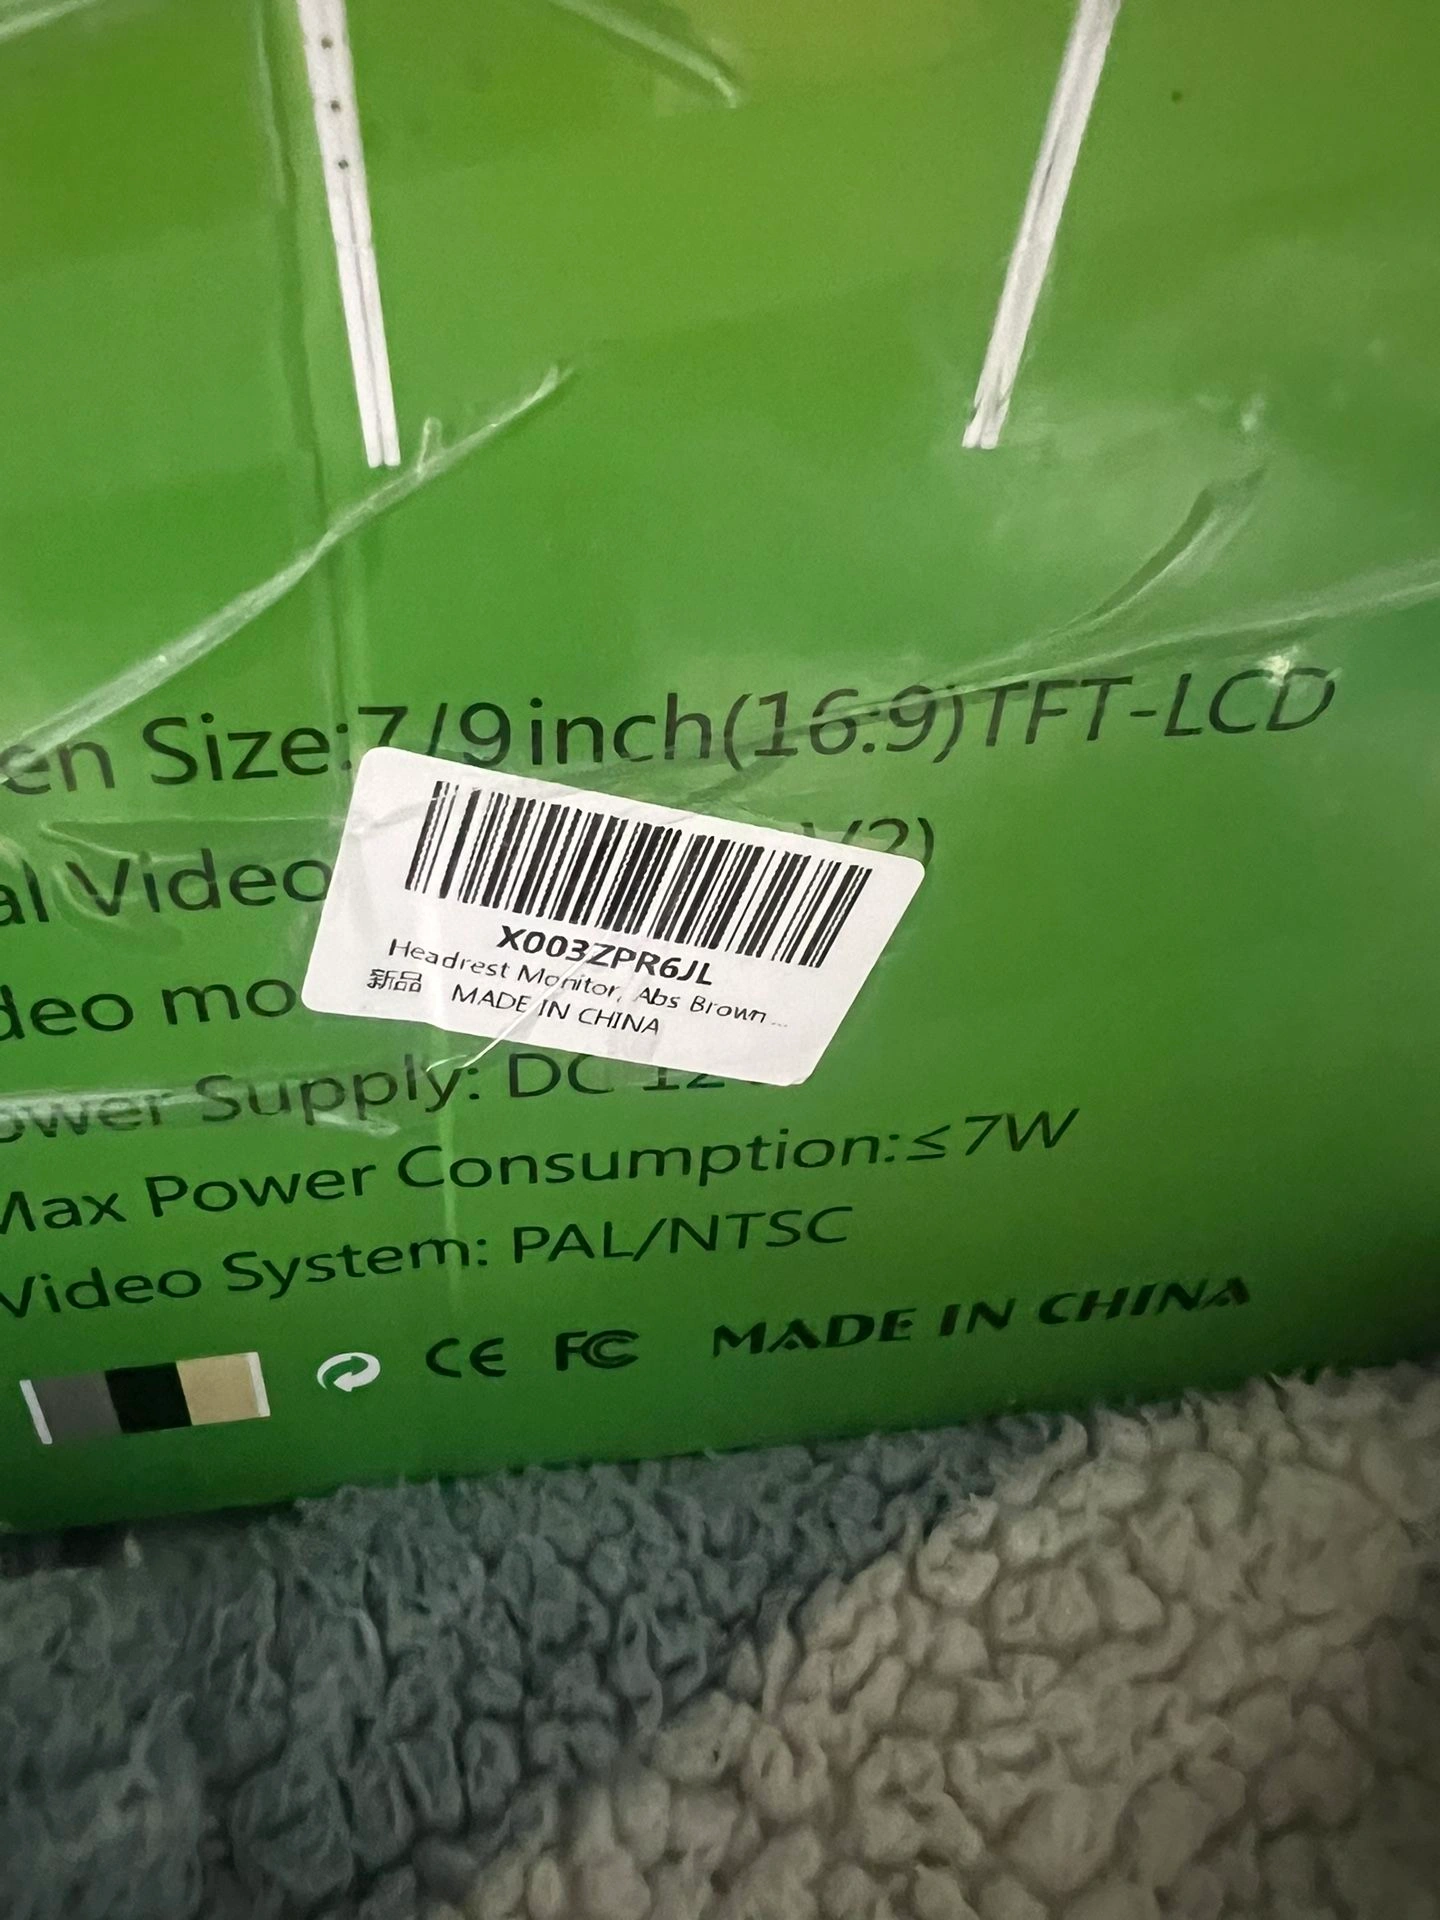 en Size:7/9inch(16:9)TFT-LCD
al Video V2)
deo mo
X003ZPR6JL
Headrest Monitor, Abs Brown ...
新品 MADE IN CHINA
ower Supply: DC 12
Max Power Consumption:≤7W
Video System: PAL/NTSC
CE FC MADE IN CHINA